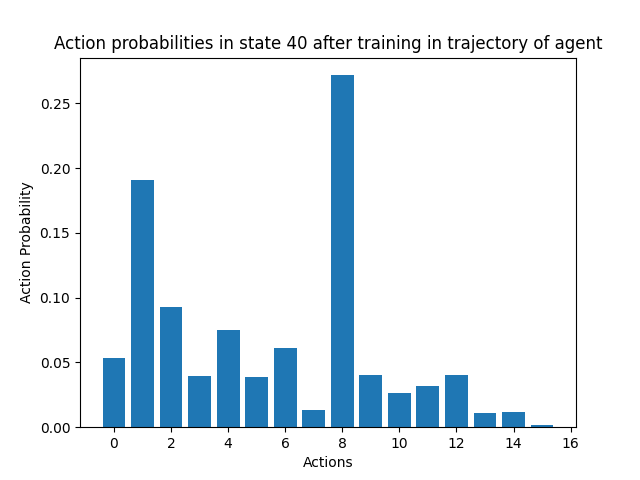 Action probabilities in state 40 after training in trajectory of agent
0.25
0.20
0.15
0.10
0.05
0.00
Action Probability
0 2 4 6 8 10 12 14 16
Actions